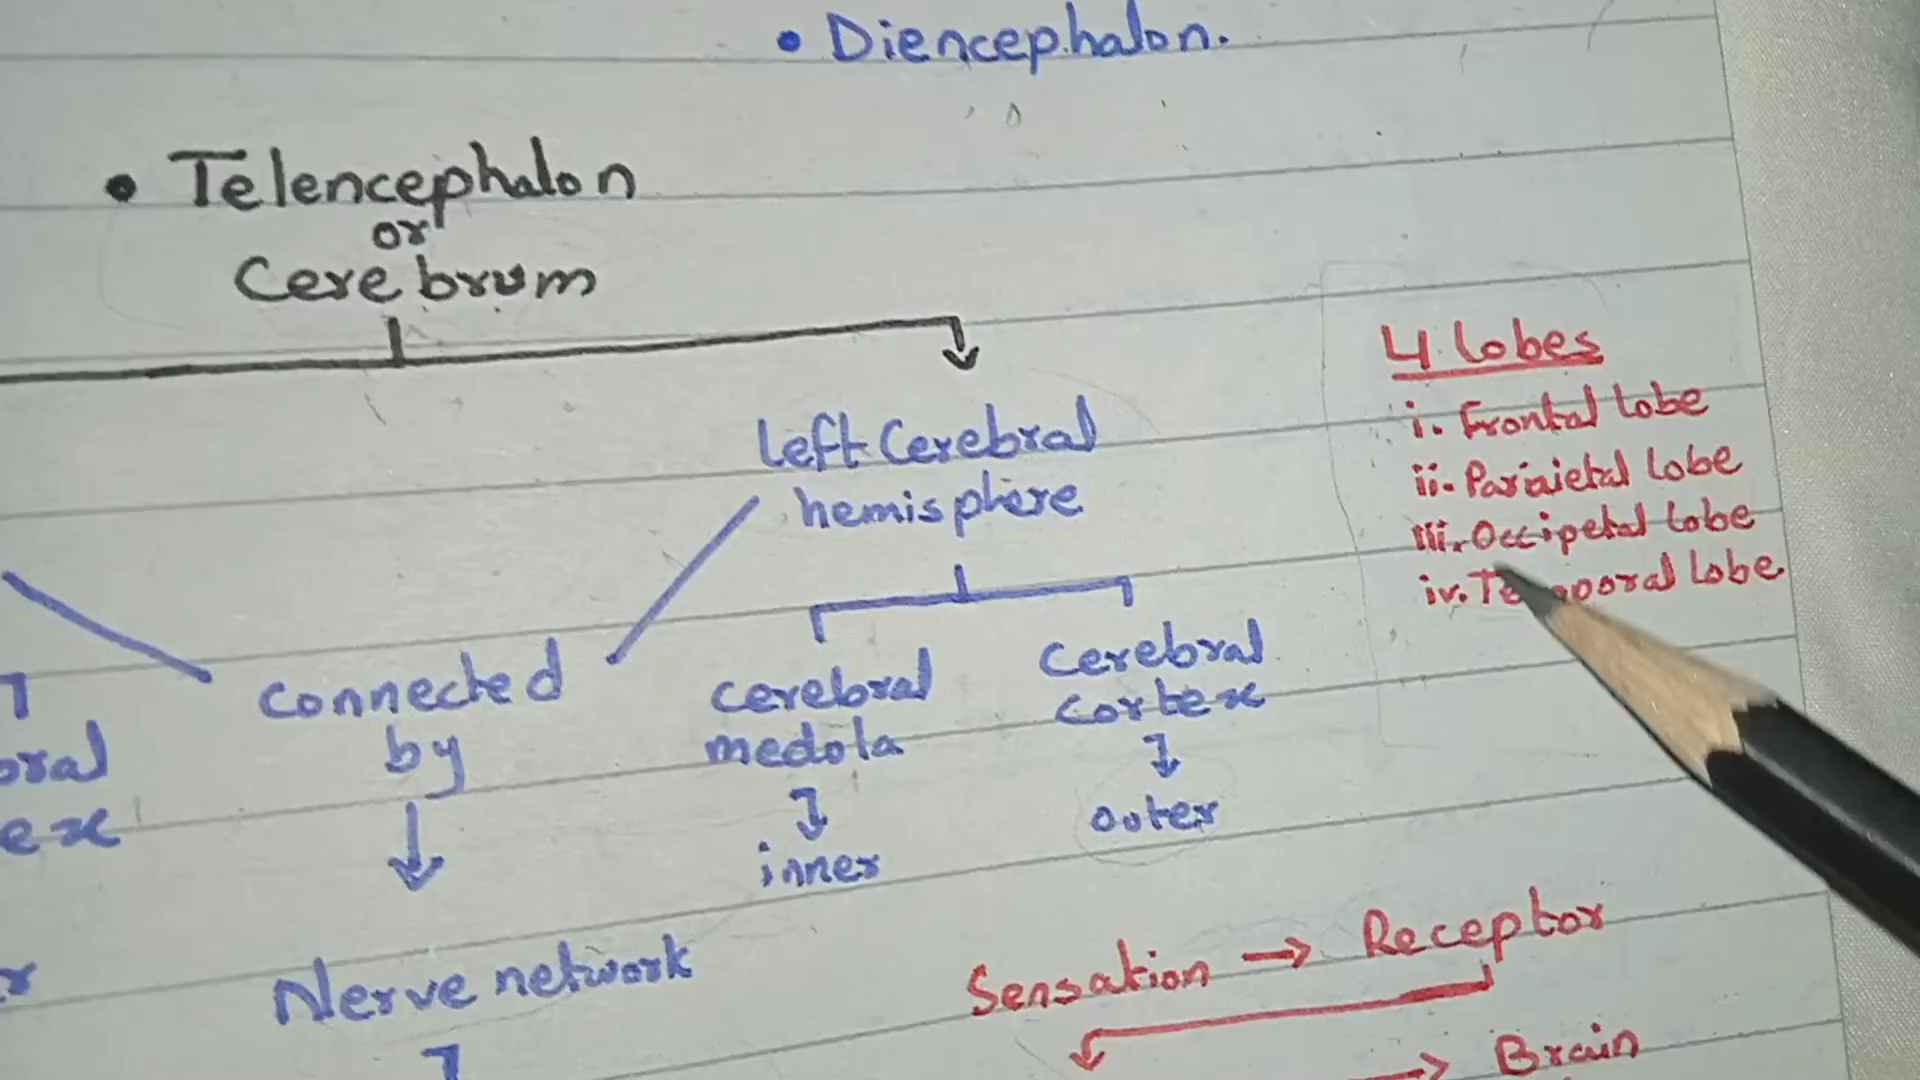 • Diencephalon.
• Telencephalon
or
Cerebrum
4 lobes
i. Frontal lobe
ii. Paraietal lobe
iii. Occipetal lobe
iv. Temporal lobe
Left Cerebral
hemisphere
Connected
by
Cerebral
medola
inner
Cerebral
cortex
outer
Nerve network
Sensation → Receptor
→ Brain